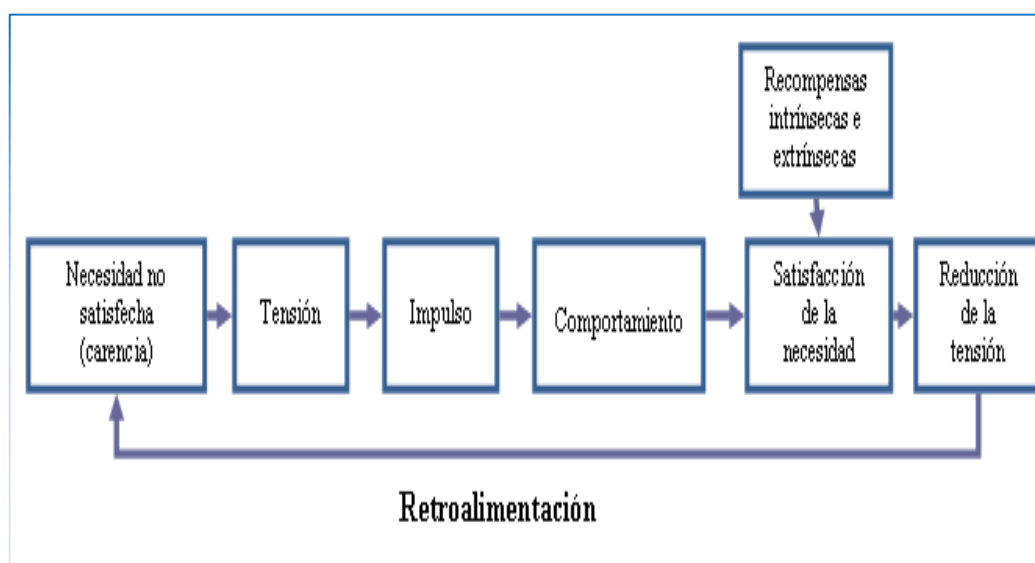 Recompensas
intrínsecas e
extrínsecas
Necesidad no
satisfecha
(carencia)
Tensión
Impulso
Comportamiento
Satisfacción
de la
necesidad
Reducción
de la
tensión
Retroalimentación